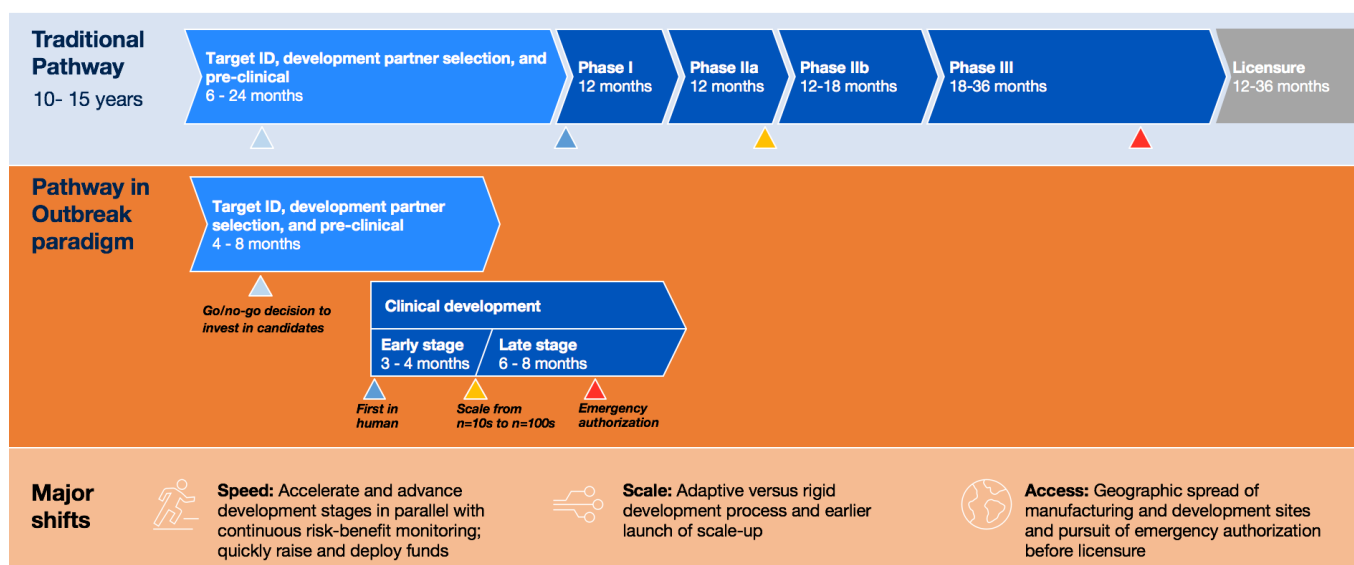 Traditional
Pathway
10- 15 years
Target ID, development partner selection, and
pre-clinical
6 - 24 months
Phase I
12 months
Phase IIa
12 months
Phase IIb
12-18 months
Phase III
18-36 months
Licensure
12-36 months
Pathway in
Outbreak
paradigm
Target ID, development partner
selection, and pre-clinical
4 - 8 months
Go/no-go decision to
invest in candidates
Clinical development
Early stage
3 - 4 months
Late stage
6 - 8 months
First in
human
Scale from
n=10s to n=100s
Emergency
authorization
Major
shifts
Speed: Accelerate and advance
development stages in parallel with
continuous risk-benefit monitoring;
quickly raise and deploy funds
Scale: Adaptive versus rigid
development process and earlier
launch of scale-up
Access: Geographic spread of
manufacturing and development sites
and pursuit of emergency authorization
before licensure